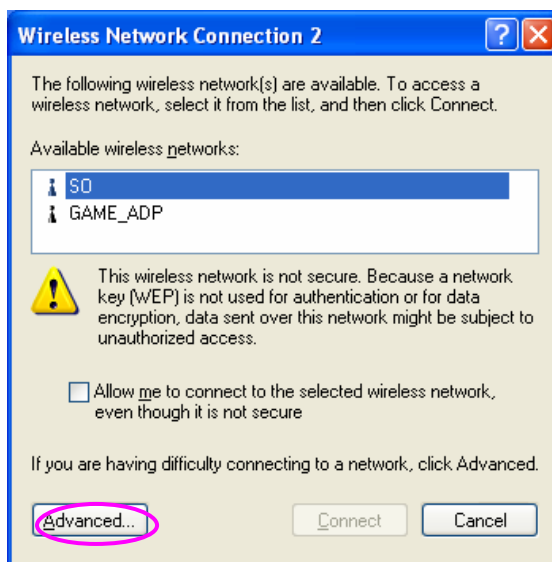 Wireless Network Connection 2
The following wireless network(s) are available. To access a
wireless network, select it from the list, and then click Connect.
Available wireless networks:
SO
GAME_ADP
This wireless network is not secure. Because a network
key (WEP) is not used for authentication or for data
encryption, data sent over this network might be subject to
unauthorized access.
Allow me to connect to the selected wireless network,
even though it is not secure
If you are having difficulty connecting to a network, click Advanced.
Advanced... Connect Cancel